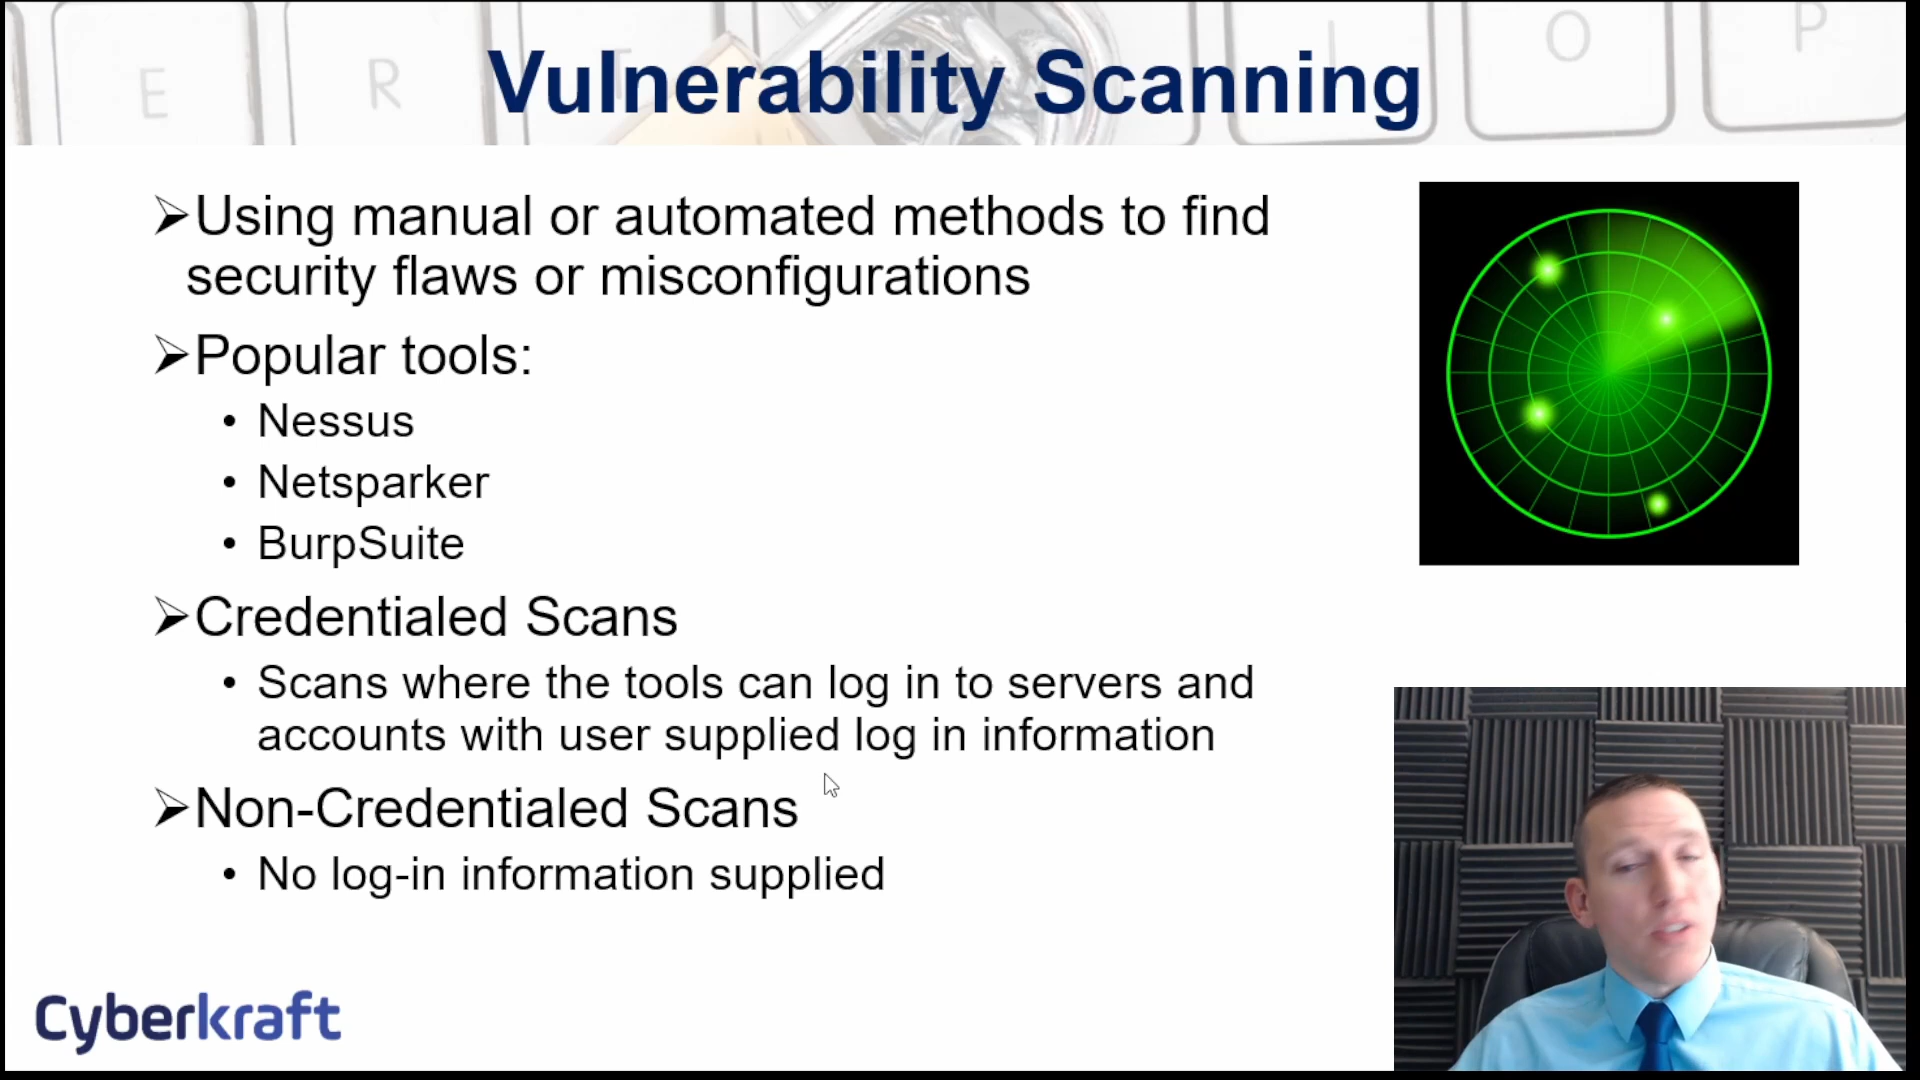 E R T I O P
Vulnerability Scanning
➢Using manual or automated methods to find
security flaws or misconfigurations
➢Popular tools:
• Nessus
• Netsparker
• BurpSuite
➢Credentialed Scans
• Scans where the tools can log in to servers and
accounts with user supplied log in information
➢Non-Credentialed Scans
• No log-in information supplied
Cyberkraft